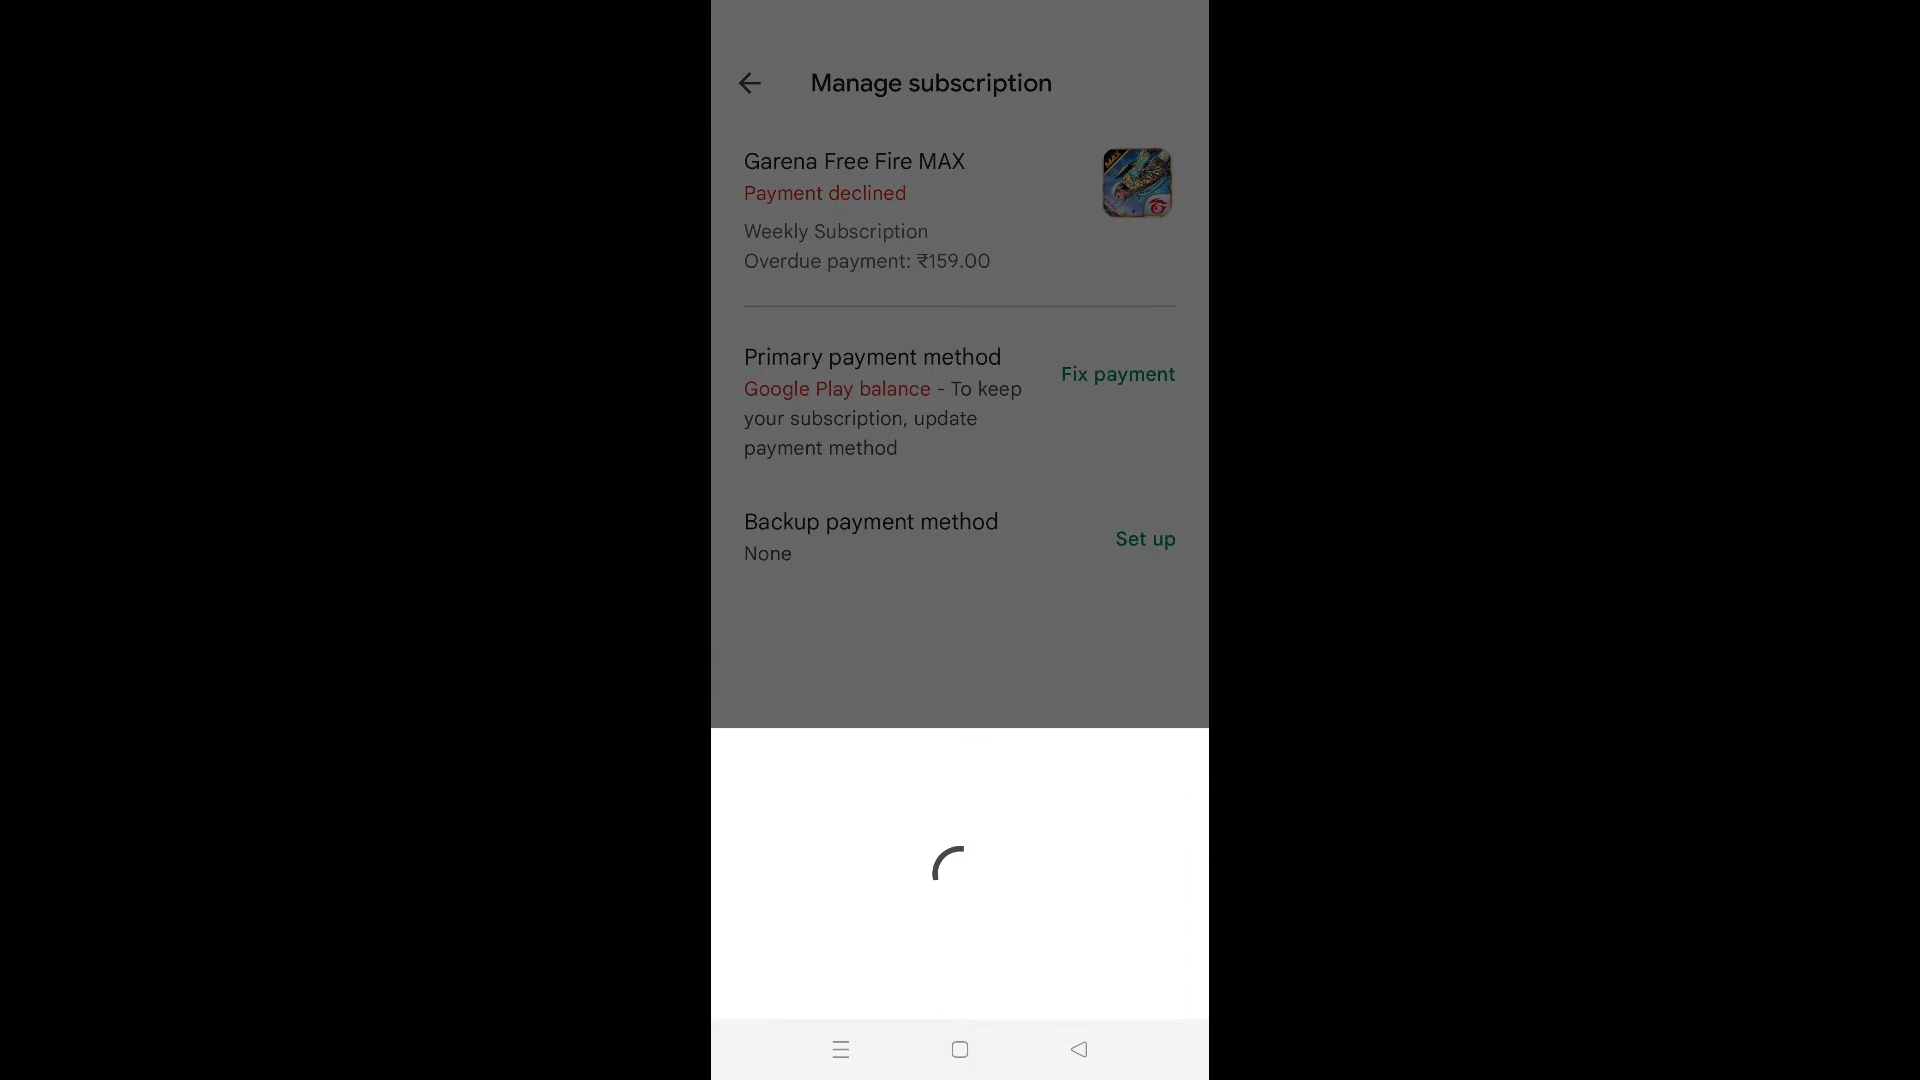 Manage subscription
Garena Free Fire MAX
Payment declined
Weekly Subscription
Overdue payment: ₹159.00
Primary payment method
Google Play balance - To keep
your subscription, update
payment method
Fix payment
Backup payment method
None
Set up
MAX